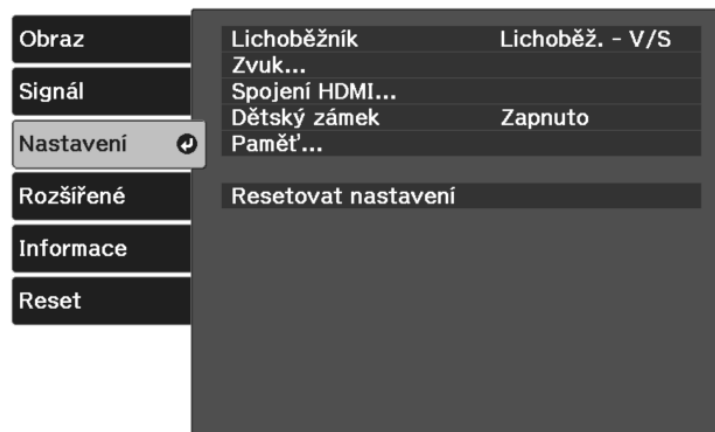 Obraz
Signál
Nastavení
Rozšířené
Informace
Reset
Lichoběžník Lichoběž. - V/S
Zvuk...
Spojení HDMI...
Dětský zámek Zapnuto
Paměť...
Resetovat nastavení